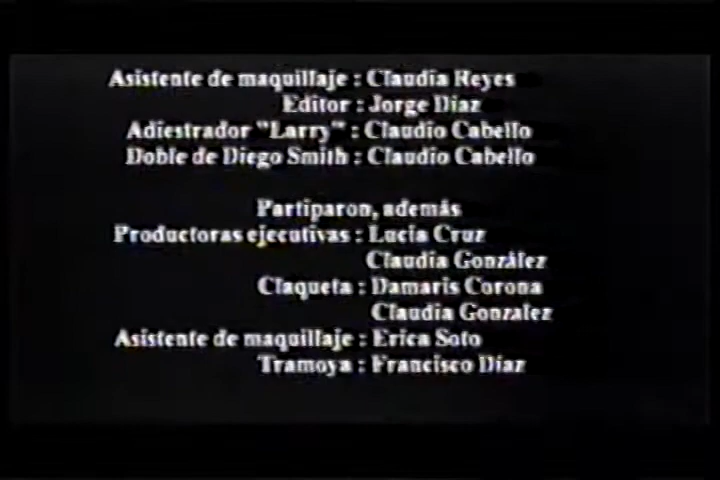 Asistente de maquillaje : Claudia Reyes
Editor : Jorge Diaz
Adiestrador "Larry" : Claudio Cabello
Doble de Diego Smith : Claudio Cabello
Partiparon, además
Productoras ejecutivas : Lucía Cruz
Claudia González
Claqueta : Damaris Corona
Claudia Gonzalez
Asistente de maquillaje : Erica Soto
Tramoya : Francisco Díaz